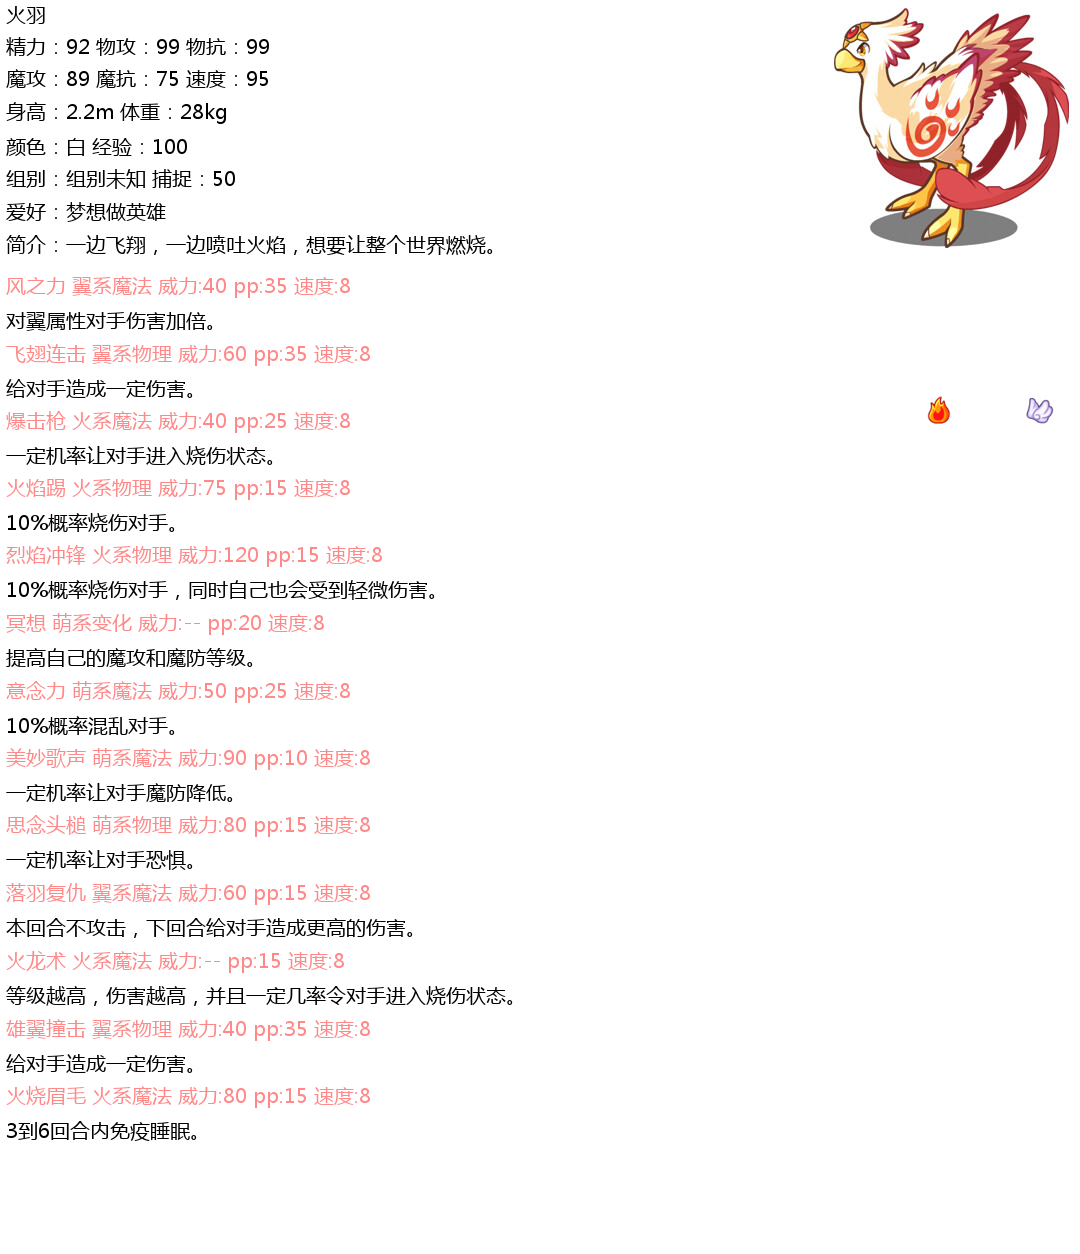 火羽
精力：92 物攻：99 物抗：99
魔攻：89 魔抗：75 速度：95
身高：2.2m 体重：28kg
颜色：白 经验：100
组别：组别未知 捕捉：50
爱好：梦想做英雄
简介：一边飞翔，一边喷吐火焰，想要让整个世界燃烧。
风之力 翼系魔法 威力:40 pp:35 速度:8
对翼属性对手伤害加倍。
飞翅连击 翼系物理 威力:60 pp:35 速度:8
给对手造成一定伤害。
爆击枪 火系魔法 威力:40 pp:25 速度:8
一定机率让对手进入烧伤状态。
火焰踢 火系物理 威力:75 pp:15 速度:8
10%概率烧伤对手。
烈焰冲锋 火系物理 威力:120 pp:15 速度:8
10%概率烧伤对手，同时自己也会受到轻微伤害。
冥想 萌系变化 威力:-- pp:20 速度:8
提高自己的魔攻和魔防等级。
意念力 萌系魔法 威力:50 pp:25 速度:8
10%概率混乱对手。
美妙歌声 萌系魔法 威力:90 pp:10 速度:8
一定机率让对手魔防降低。
思念头槌 萌系物理 威力:80 pp:15 速度:8
一定机率让对手恐惧。
落羽复仇 翼系魔法 威力:60 pp:15 速度:8
本回合不攻击，下回合给对手造成更高的伤害。
火龙术 火系魔法 威力:-- pp:15 速度:8
等级越高，伤害越高，并且一定几率令对手进入烧伤状态。
雄翼撞击 翼系物理 威力:40 pp:35 速度:8
给对手造成一定伤害。
火烧眉毛 火系魔法 威力:80 pp:15 速度:8
3到6回合内免疫睡眠。